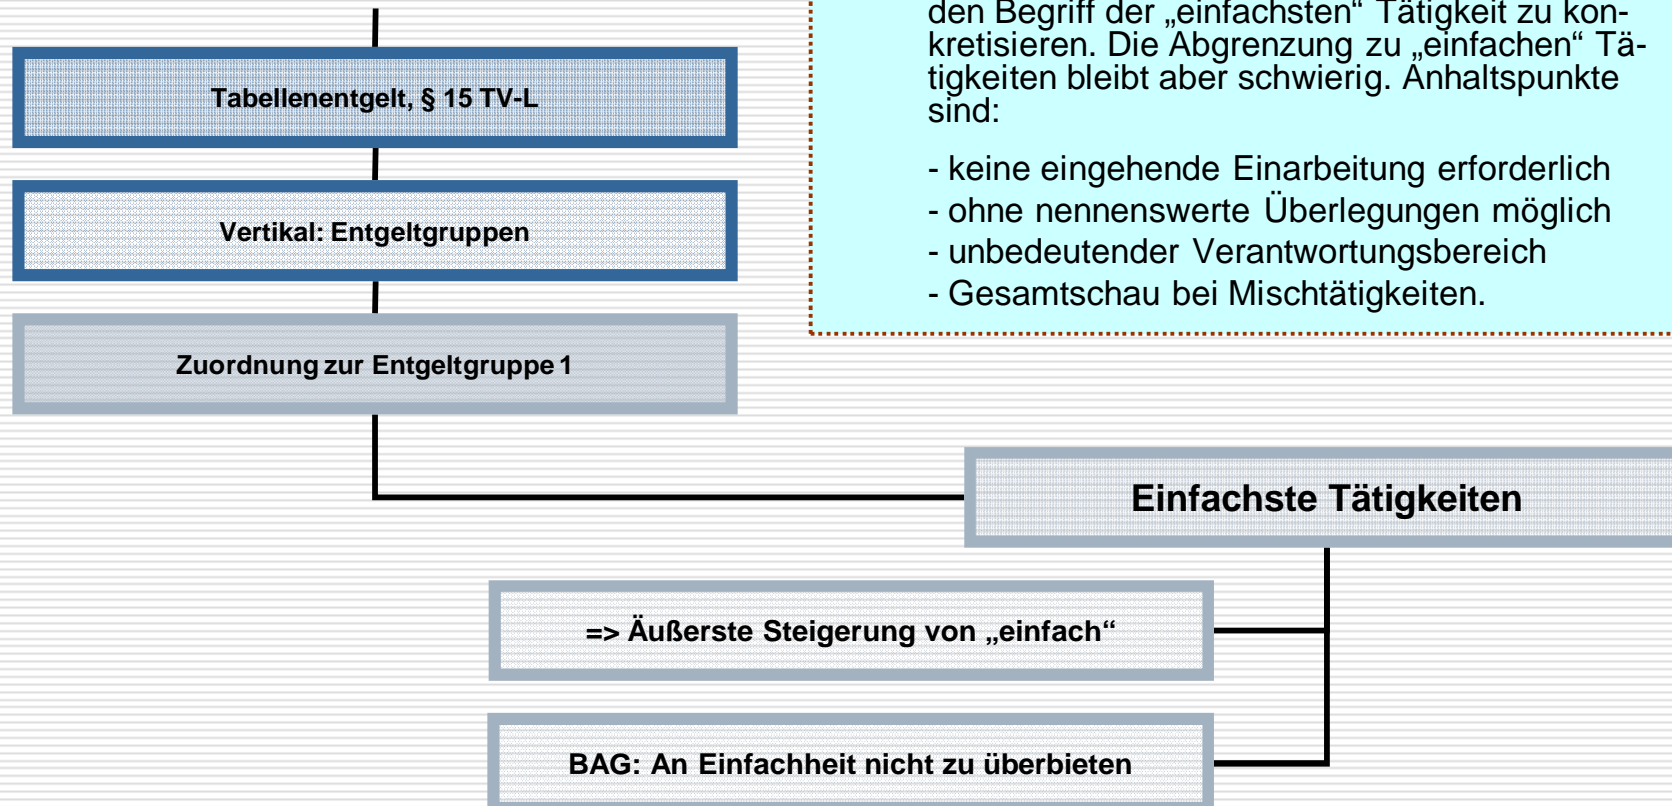 den Begriff der „einfachsten“ Tätigkeit zu kon-
kretisieren. Die Abgrenzung zu „einfachen“ Tä-
tigkeiten bleibt aber schwierig. Anhaltspunkte
sind:
- keine eingehende Einarbeitung erforderlich
- ohne nennenswerte Überlegungen möglich
- unbedeutender Verantwortungsbereich
- Gesamtschau bei Mischtätigkeiten.
Tabellenentgelt, § 15 TV-L
Vertikal: Entgeltgruppen
Zuordnung zur Entgeltgruppe 1
Einfachste Tätigkeiten
=> Äußerste Steigerung von „einfach“
BAG: An Einfachheit nicht zu überbieten